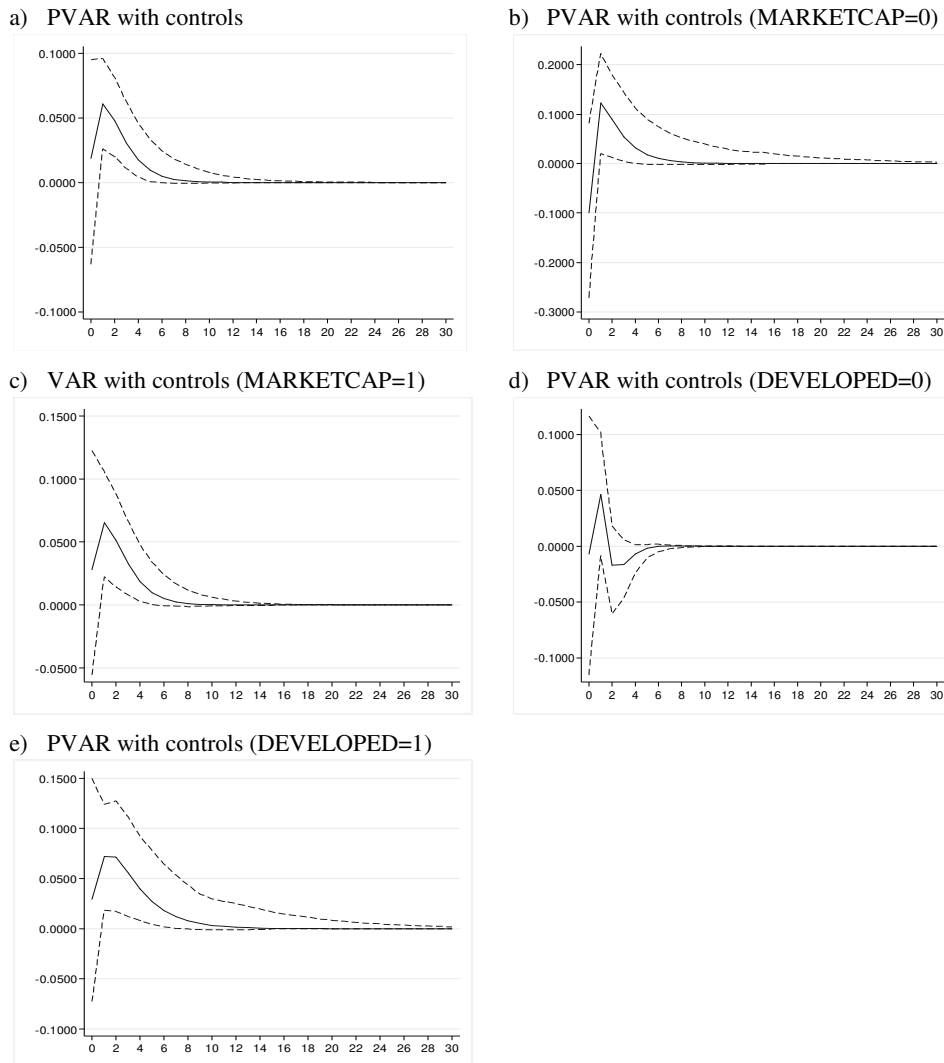 a) PVAR with controls
0.1000
0.0500
0.0000
-0.0500
-0.1000
0 2 4 6 8 10 12 14 16 18 20 22 24 26 28 30
b) PVAR with controls (MARKETCAP=0)
0.2000
0.1000
0.0000
-0.1000
-0.2000
-0.3000
0 2 4 6 8 10 12 14 16 18 20 22 24 26 28 30
c) VAR with controls (MARKETCAP=1)
0.1500
0.1000
0.0500
0.0000
-0.0500
0 2 4 6 8 10 12 14 16 18 20 22 24 26 28 30
d) PVAR with controls (DEVELOPED=0)
0.1000
0.0500
0.0000
-0.0500
-0.1000
0 2 4 6 8 10 12 14 16 18 20 22 24 26 28 30
e) PVAR with controls (DEVELOPED=1)
0.1500
0.1000
0.0500
0.0000
-0.0500
-0.1000
0 2 4 6 8 10 12 14 16 18 20 22 24 26 28 30